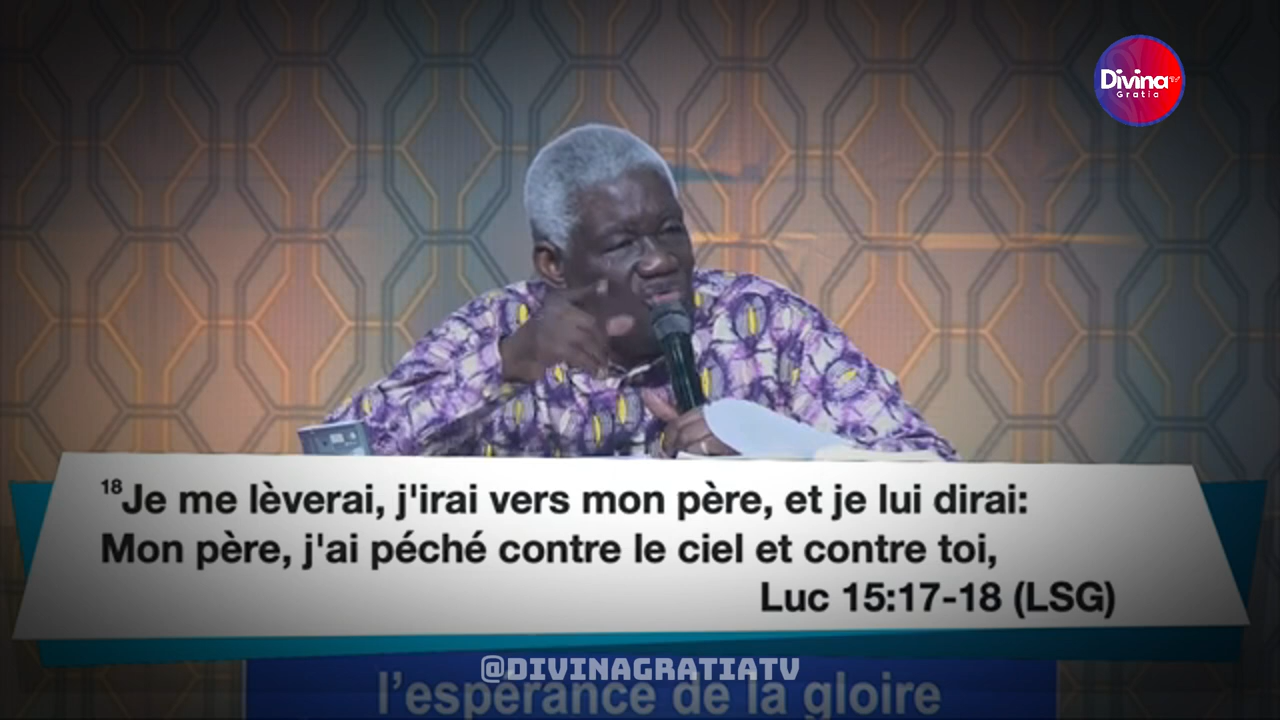 Divina TV
Gratia
18Je me lèverai, j'irai vers mon père, et je lui dirai:
Mon père, j'ai péché contre le ciel et contre toi,
Luc 15:17-18 (LSG)
@DIVINAGRATIATV
l'espérance de la gloire